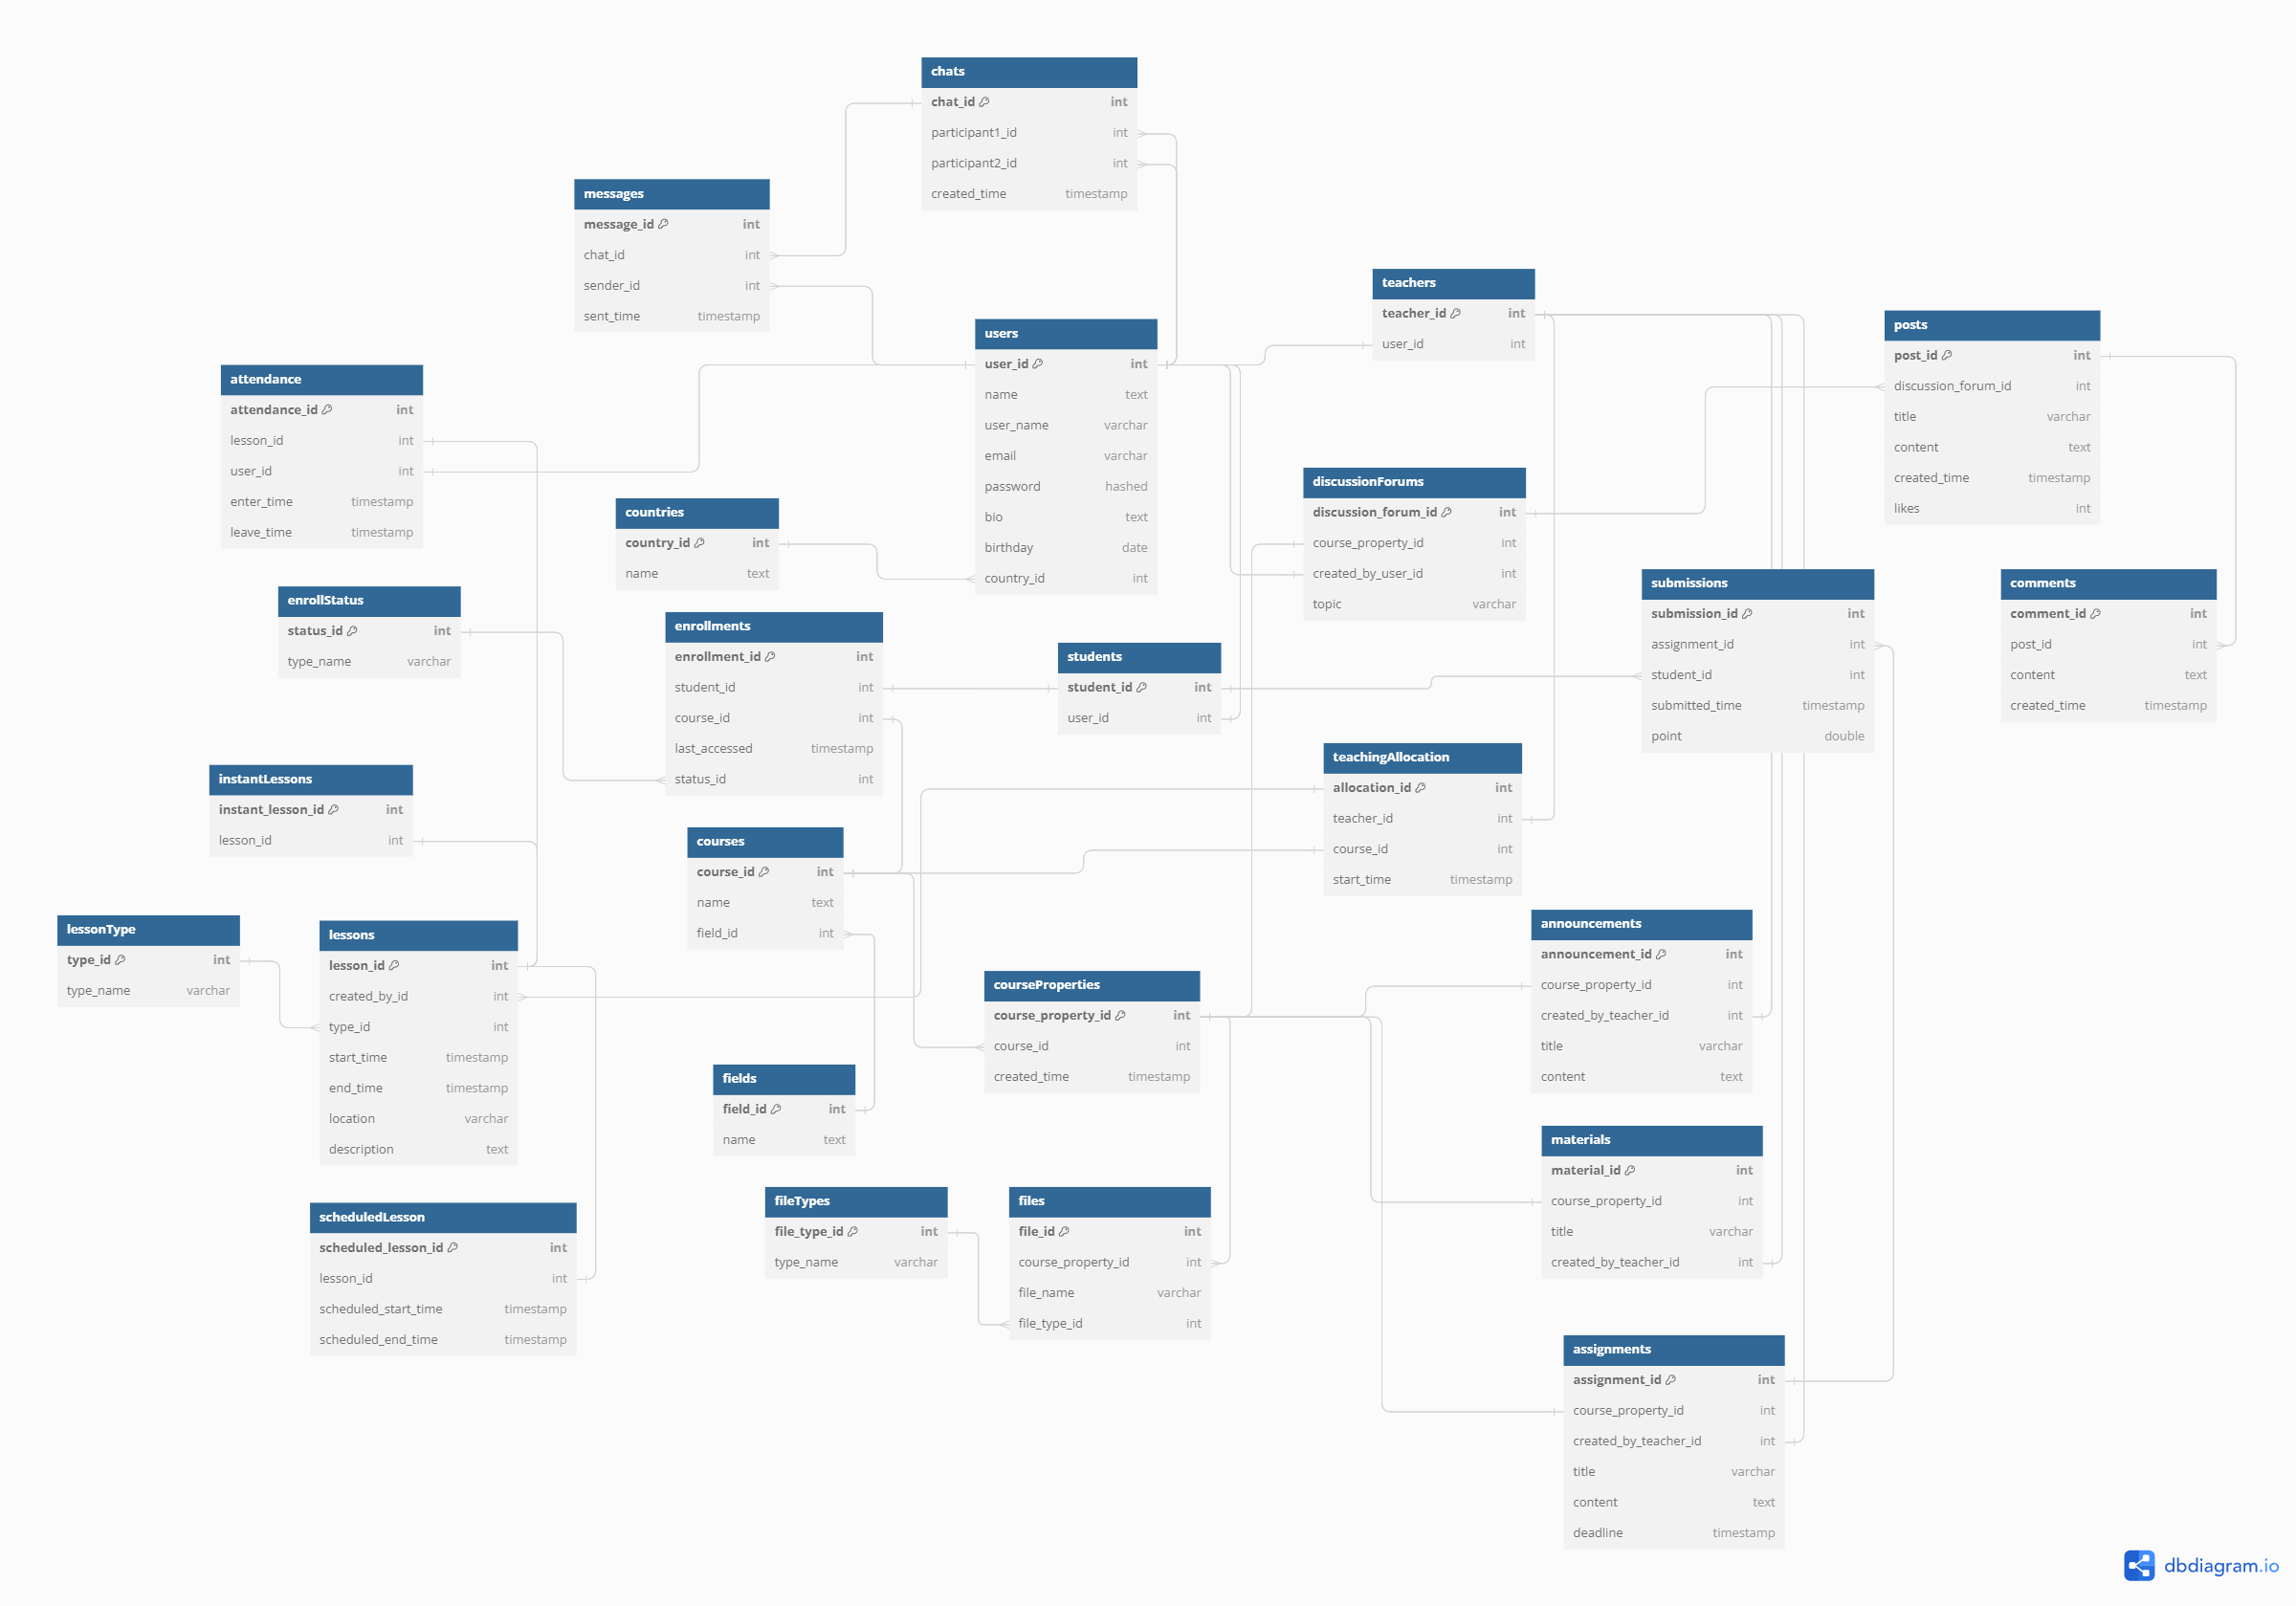 chats
chat_id int
participant1_id int
participant2_id int
created_time timestamp
messages
message_id int
chat_id int
sender_id int
sent_time timestamp
teachers
teacher_id int
user_id int
posts
post_id int
discussion_forum_id int
title varchar
content text
created_time timestamp
likes int
users
user_id int
name text
user_name varchar
email varchar
password hashed
bio text
birthday date
country_id int
attendance
attendance_id int
lesson_id int
user_id int
enter_time timestamp
leave_time timestamp
countries
country_id int
name text
discussionForums
discussion_forum_id int
course_property_id int
created_by_user_id int
topic varchar
submissions
submission_id int
assignment_id int
student_id int
submitted_time timestamp
point double
comments
comment_id int
post_id int
content text
created_time timestamp
enrollStatus
status_id int
type_name varchar
enrollments
enrollment_id int
student_id int
course_id int
last_accessed timestamp
status_id int
students
student_id int
user_id int
teachingAllocation
allocation_id int
teacher_id int
course_id int
start_time timestamp
instantLessons
instant_lesson_id int
lesson_id int
courses
course_id int
name text
field_id int
lessonType
type_id int
type_name varchar
lessons
lesson_id int
created_by_id int
type_id int
start_time timestamp
end_time timestamp
location varchar
description text
announcements
announcement_id int
course_property_id int
created_by_teacher_id int
title varchar
content text
courseProperties
course_property_id int
course_id int
created_time timestamp
fields
field_id int
name text
materials
material_id int
course_property_id int
title varchar
created_by_teacher_id int
fileTypes
file_type_id int
type_name varchar
files
file_id int
course_property_id int
file_name varchar
file_type_id int
scheduledLesson
scheduled_lesson_id int
lesson_id int
scheduled_start_time timestamp
scheduled_end_time timestamp
assignments
assignment_id int
course_property_id int
created_by_teacher_id int
title varchar
content text
deadline timestamp
dbdiagram.io